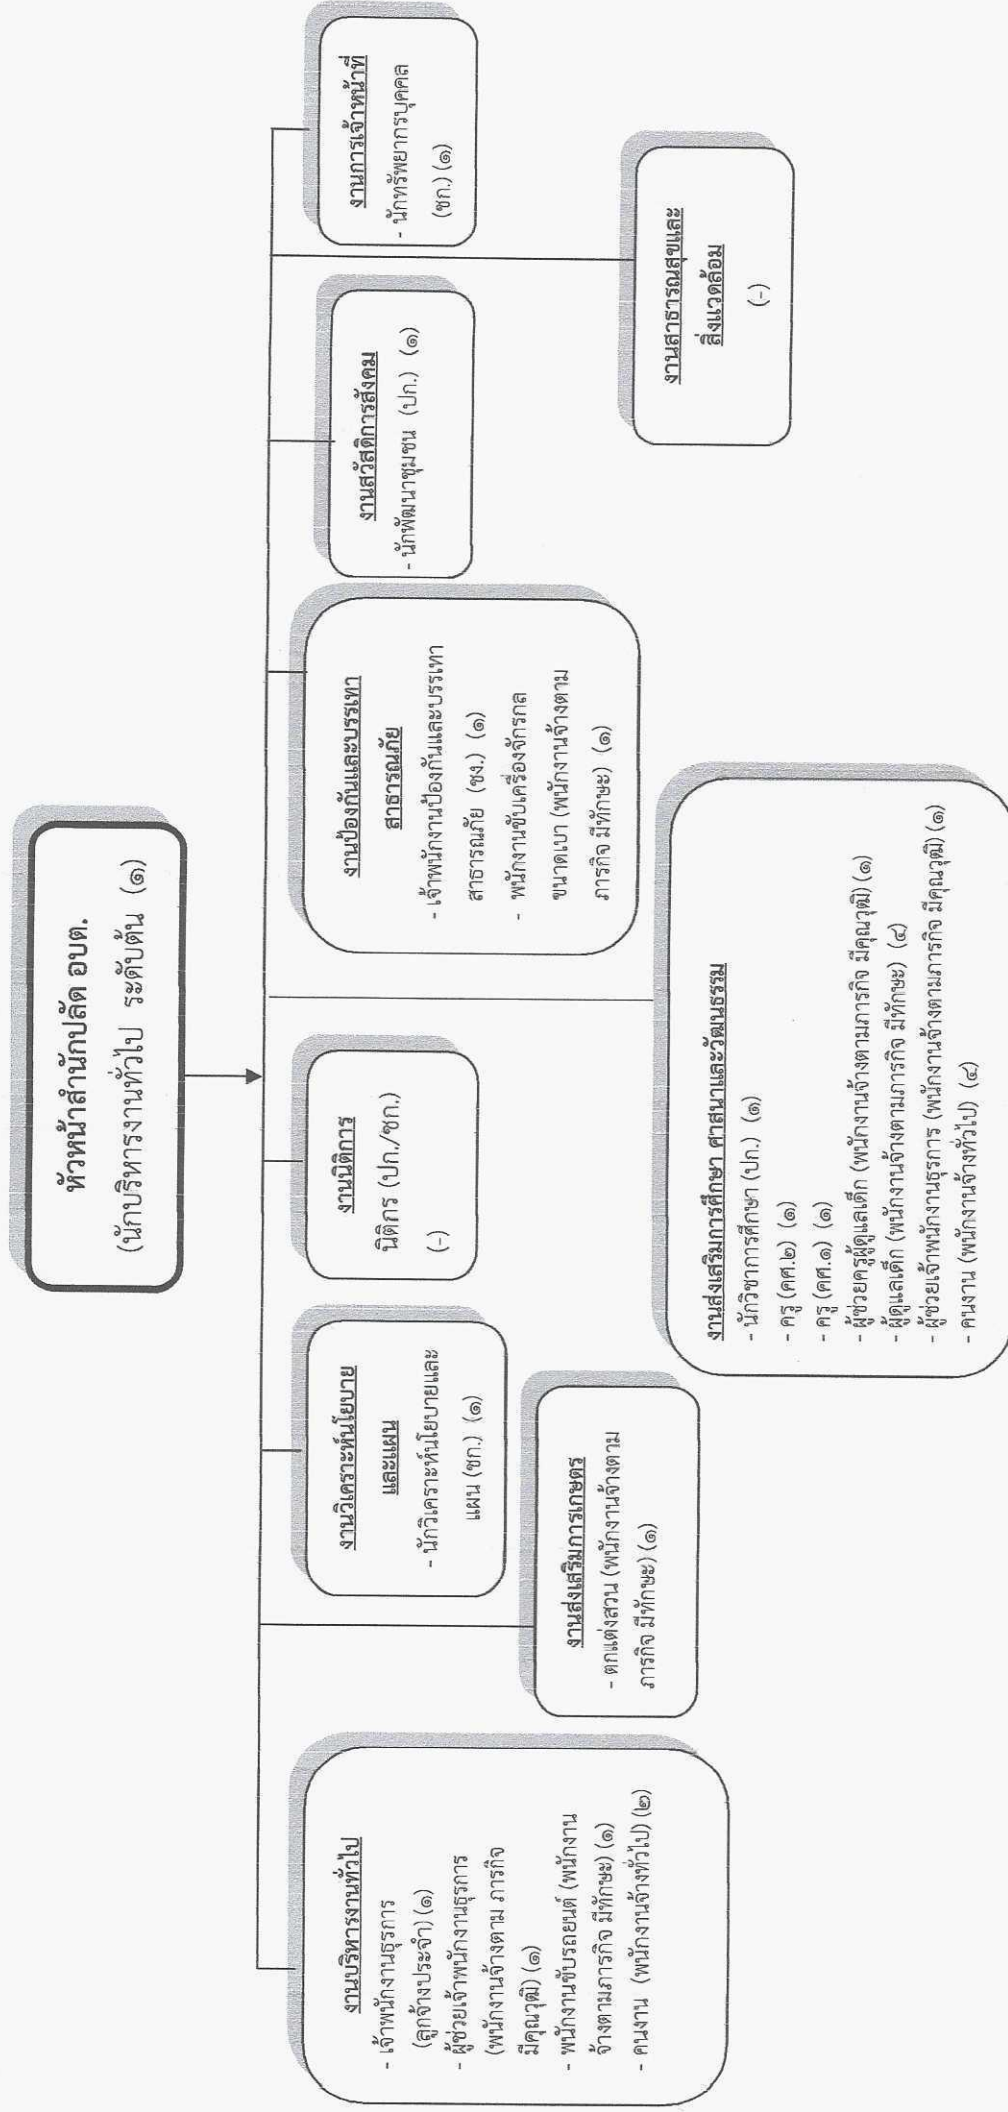 หัวหน้าสำนักปลัด อบต.
(นักบริหารงานทั่วไป ระดับต้น (๑)
งานบริหารงานทั่วไป
- เจ้าพนักงานธุรการ
(ลูกจ้างประจำ) (๑)
- ผู้ช่วยเจ้าพนักงานธุรการ
(พนักงานจ้างตาม ภารกิจ
มีคุณวุฒิ) (๑)
- พนักงานขับรถยนต์ (พนักงาน
จ้างตามภารกิจ มีทักษะ) (๑)
- คนงาน (พนักงานจ้างทั่วไป) (๒)
งานส่งเสริมการเกษตร
- ตกแต่งสวน (พนักงานจ้างตาม
ภารกิจ มีทักษะ) (๑)
งานวิเคราะห์นโยบาย
และแผน
- นักวิเคราะห์นโยบายและ
แผน (ชก.) (๑)
งานนิติการ
นิติกร (ปก./ชก.)
(-)
งานส่งเสริมการศึกษา ศาสนาและวัฒนธรรม
- นักวิชาการศึกษา (ปก.) (๑)
- ครู (คศ.๒) (๑)
- ครู (คศ.๑) (๑)
- ผู้ช่วยครูผู้ดูแลเด็ก (พนักงานจ้างตามภารกิจ มีคุณวุฒิ) (๑)
- ผู้ดูแลเด็ก (พนักงานจ้างตามภารกิจ มีทักษะ) (๔)
- ผู้ช่วยเจ้าพนักงานธุรการ (พนักงานจ้างตามภารกิจ มีคุณวุฒิ) (๑)
- คนงาน (พนักงานจ้างทั่วไป) (๔)
งานป้องกันและบรรเทา
สาธารณภัย
- เจ้าพนักงานป้องกันและบรรเทา
สาธารณภัย (ชง.) (๑)
- พนักงานขับเครื่องจักรกล
ขนาดเบา (พนักงานจ้างตาม
ภารกิจ มีทักษะ) (๑)
งานสวัสดิการสังคม
- นักพัฒนาชุมชน (ปก.) (๑)
งานสาธารณสุขและ
สิ่งแวดล้อม
(-)
งานการเจ้าหน้าที่
- นักทรัพยากรบุคคล
(ชก.) (๑)